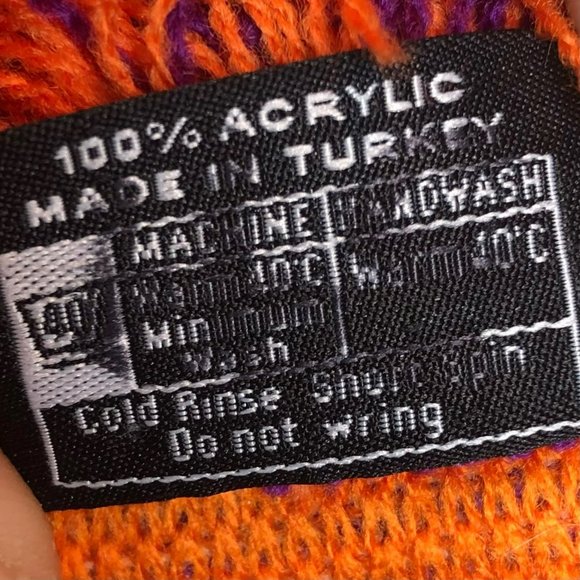 100% ACRYLIC
MADE IN TURKEY
MACHINE HANDWASH
40° Warm 40°C Warm 40°C
Minimum
Wash
Cold Rinse Short Spin
Do not wring